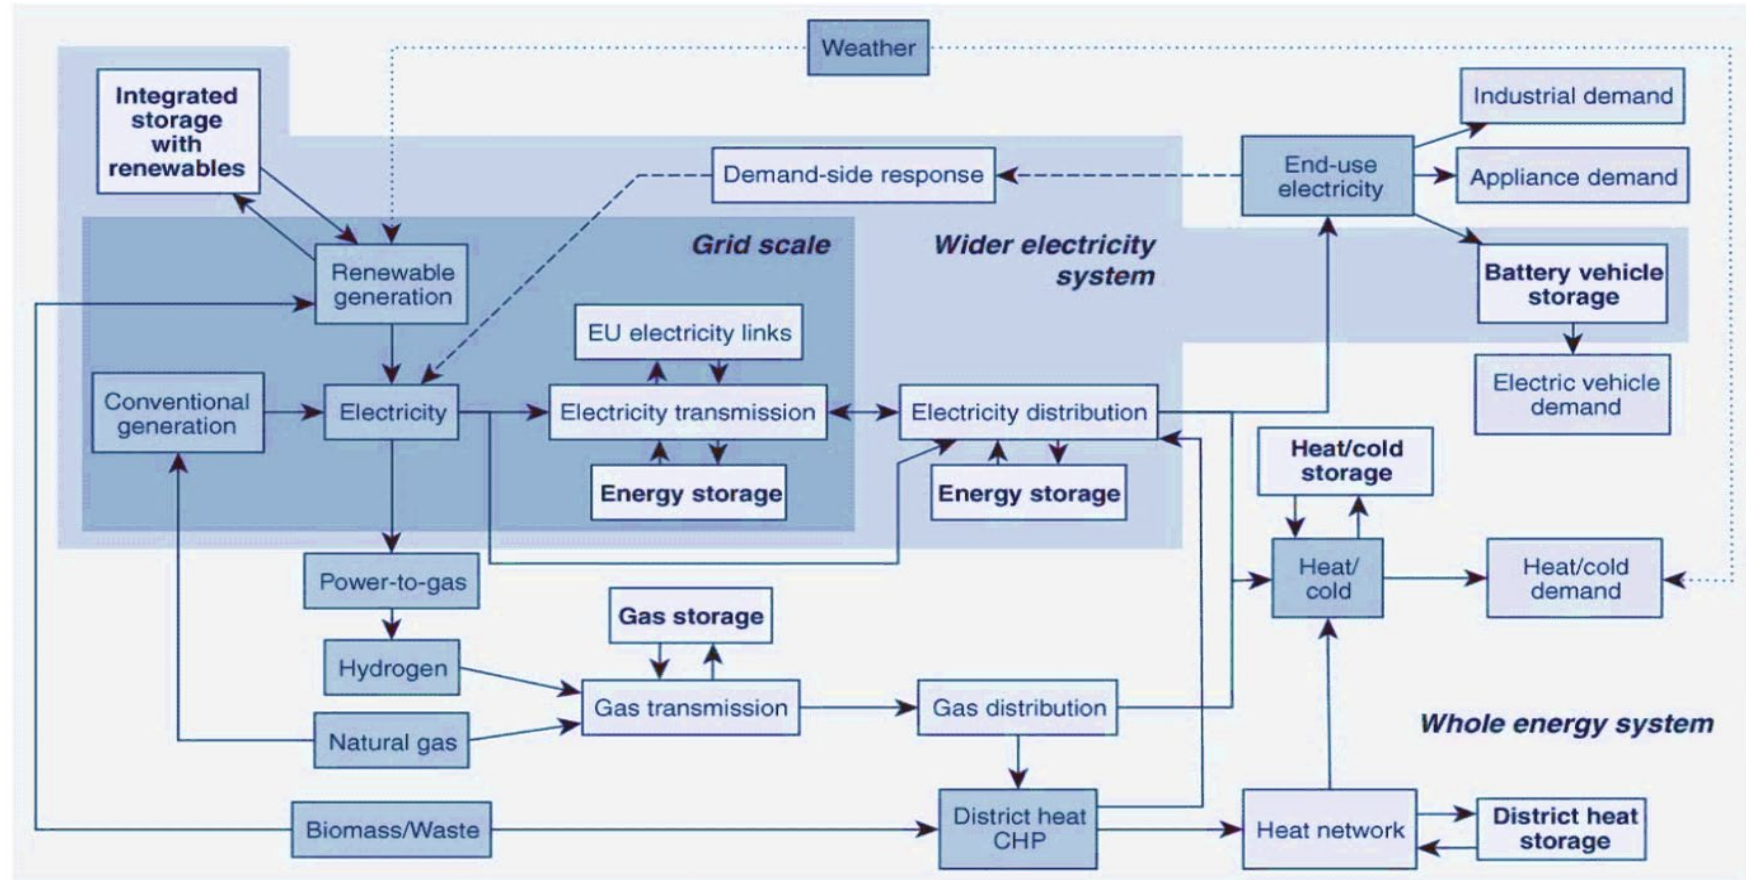 Weather
Integrated
storage
with
renewables
Industrial demand
End-use
electricity
Appliance demand
Demand-side response
Grid scale
Wider electricity
system
Battery vehicle
storage
Renewable
generation
EU electricity links
Electric vehicle
demand
Conventional
generation
Electricity
Electricity transmission
Electricity distribution
Heat/cold
storage
Energy storage
Energy storage
Power-to-gas
Heat/
cold
Heat/cold
demand
Gas storage
Hydrogen
Gas transmission
Gas distribution
Whole energy system
Natural gas
Biomass/Waste
District heat
CHP
Heat network
District heat
storage